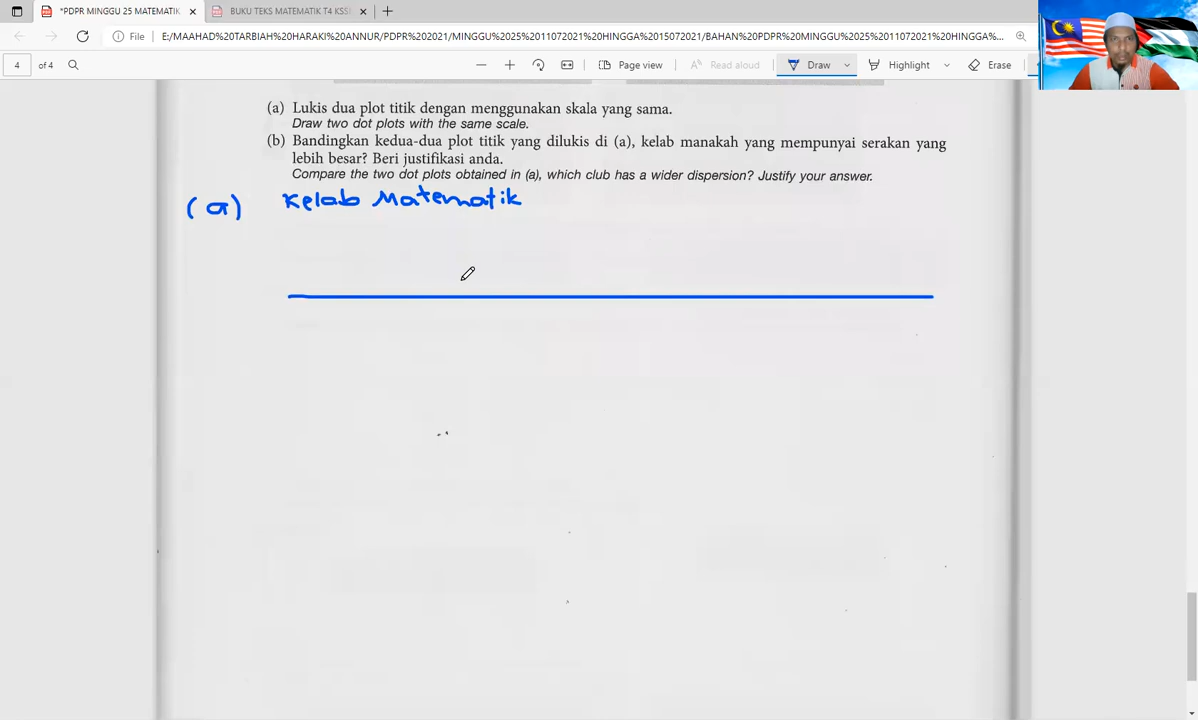 *PDPR MINGGU 25 MATEMATIK
BUKU TEKS MATEMATIK T4 KSS
File
E:/MAAHAD%20TARBIAH%20HARAKI%20ANNUR/PDPR%202021/MINGGU%2025%2011072021%20HINGGA%2015072021/BAHAN%20PDPR%20MINGGU%2025%2011072021%20HINGGA%...
4 of 4
Page view
Read aloud
Draw
Highlight
Erase
(a) Lukis dua plot titik dengan menggunakan skala yang sama.
Draw two dot plots with the same scale.
(b) Bandingkan kedua-dua plot titik yang dilukis di (a), kelab manakah yang mempunyai serakan yang
lebih besar? Beri justifikasi anda.
Compare the two dot plots obtained in (a), which club has a wider dispersion? Justify your answer.
(a) Kelab Matematik